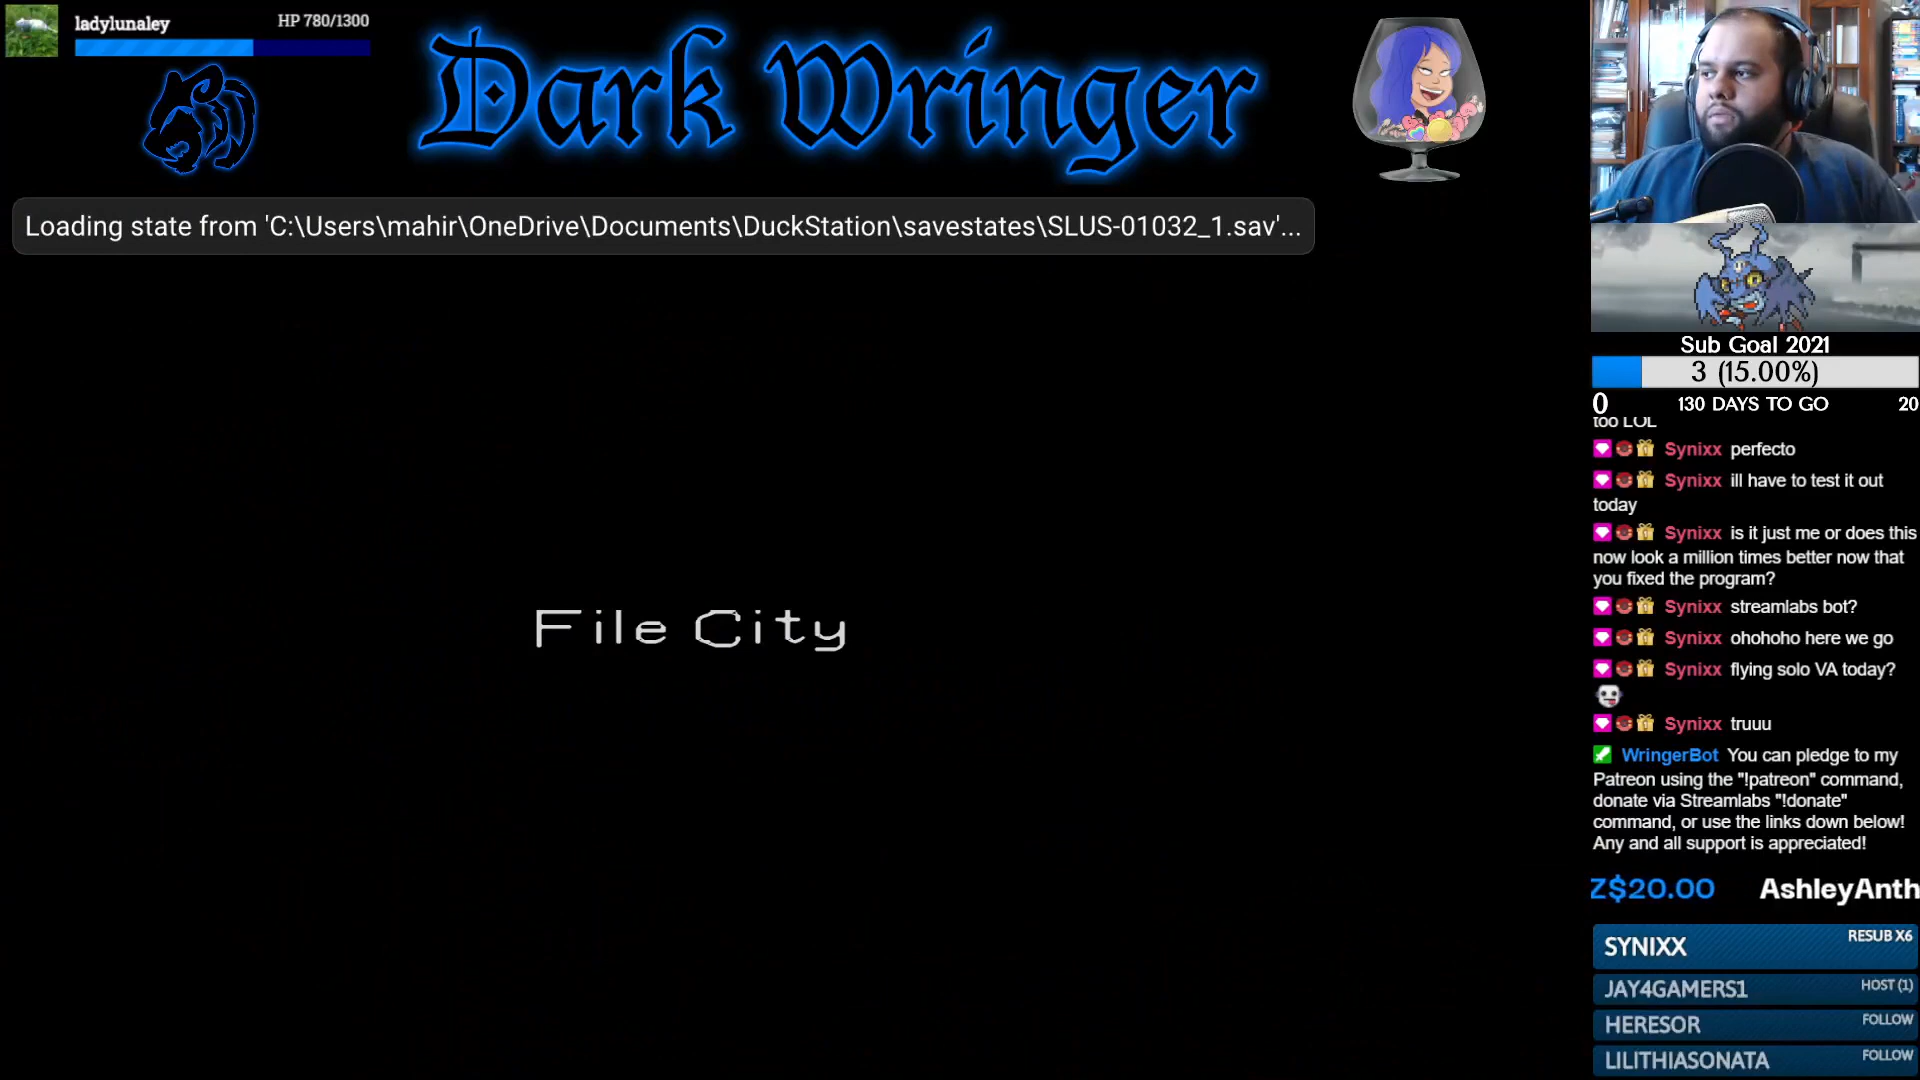 ladylunaley HP 780/1300
Dark Wringer
Loading state from 'C:\Users\mahir\OneDrive\Documents\DuckStation\savestates\SLUS-01032_1.sav'...
File City
Sub Goal 2021
3 (15.00%)
0 130 DAYS TO GO 20
too LOL
Synixx perfecto
Synixx ill have to test it out
today
Synixx is it just me or does this
now look a million times better now that
you fixed the program?
Synixx streamlabs bot?
Synixx ohohoho here we go
Synixx flying solo VA today?
Synixx truuu
WringerBot You can pledge to my
Patreon using the "!patreon" command,
donate via Streamlabs "!donate"
command, or use the links down below!
Any and all support is appreciated!
Z$20.00 AshleyAnth
SYNIXX RESUB X6
JAY4GAMERS1 HOST (1)
HERESOR FOLLOW
LILITHIASONATA FOLLOW